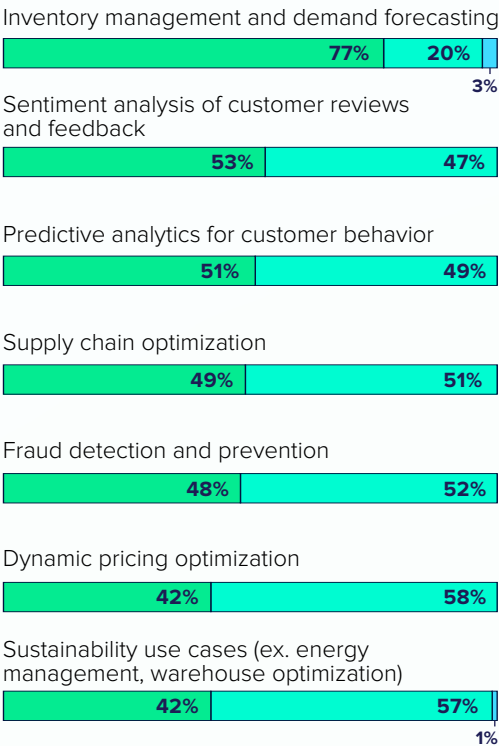 Inventory management and demand forecasting
77% 20%
3%
Sentiment analysis of customer reviews
and feedback
53% 47%
Predictive analytics for customer behavior
51% 49%
Supply chain optimization
49% 51%
Fraud detection and prevention
48% 52%
Dynamic pricing optimization
42% 58%
Sustainability use cases (ex. energy
management, warehouse optimization)
42% 57%
1%